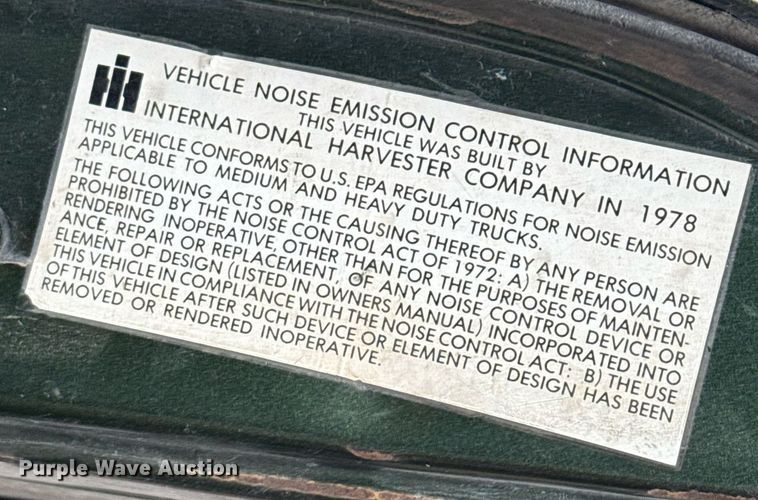 IH
VEHICLE NOISE EMISSION CONTROL INFORMATION
THIS VEHICLE WAS BUILT BY
INTERNATIONAL HARVESTER COMPANY IN 1978
THIS VEHICLE CONFORMS TO U.S. EPA REGULATIONS FOR NOISE EMISSION
APPLICABLE TO MEDIUM AND HEAVY DUTY TRUCKS.
THE FOLLOWING ACTS OR THE CAUSING THEREOF BY ANY PERSON ARE
PROHIBITED BY THE NOISE CONTROL ACT OF 1972: A) THE REMOVAL OR
RENDERING INOPERATIVE, OTHER THAN FOR THE PURPOSES OF MAINTEN-
ANCE, REPAIR OR REPLACEMENT, OF ANY NOISE CONTROL DEVICE OR
ELEMENT OF DESIGN (LISTED IN OWNERS MANUAL) INCORPORATED INTO
THIS VEHICLE IN COMPLIANCE WITH THE NOISE CONTROL ACT: B) THE USE
OF THIS VEHICLE AFTER SUCH DEVICE OR ELEMENT OF DESIGN HAS BEEN
REMOVED OR RENDERED INOPERATIVE.
Purple Wave Auction